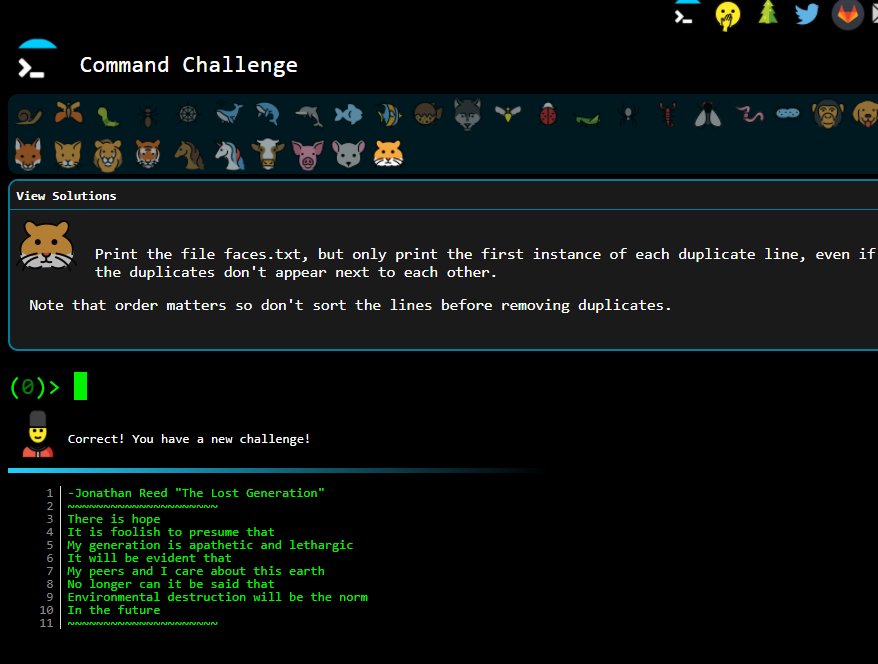 Command Challenge
View Solutions
Print the file faces.txt, but only print the first instance of each duplicate line, even if
the duplicates don't appear next to each other.
Note that order matters so don't sort the lines before removing duplicates.
(0)>
Correct! You have a new challenge!
1 -Jonathan Reed "The Lost Generation"
2 ~~~~~~~~~~~~~~~~~~~~~
3 There is hope
4 It is foolish to presume that
5 My generation is apathetic and lethargic
6 It will be evident that
7 My peers and I care about this earth
8 No longer can it be said that
9 Environmental destruction will be the norm
10 In the future
11 ~~~~~~~~~~~~~~~~~~~~~